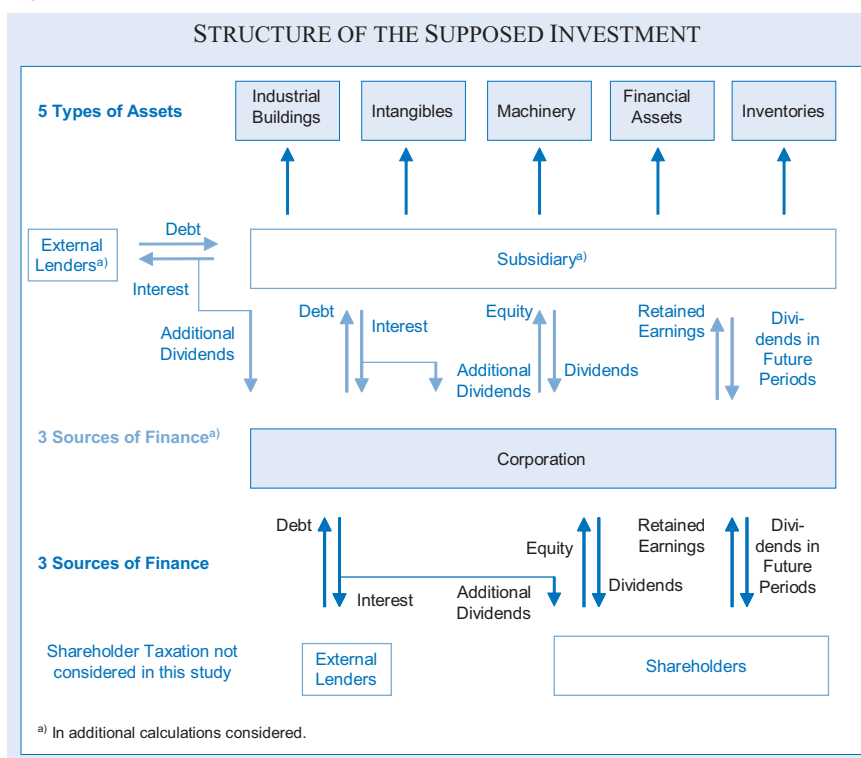 STRUCTURE OF THE SUPPOSED INVESTMENT
5 Types of Assets
Industrial
Buildings
Intangibles
Machinery
Financial
Assets
Inventories
External
Lenders a)
Debt
Interest
Subsidiary a)
Additional
Dividends
Debt
Interest
Additional
Dividends
Equity
Dividends
Retained
Earnings
Divi-
dends in
Future
Periods
3 Sources of Finance a)
Corporation
3 Sources of Finance
Debt
Interest
Additional
Dividends
Equity
Dividends
Retained
Earnings
Divi-
dends in
Future
Periods
Shareholder Taxation not
considered in this study
External
Lenders
Shareholders
a) In additional calculations considered.